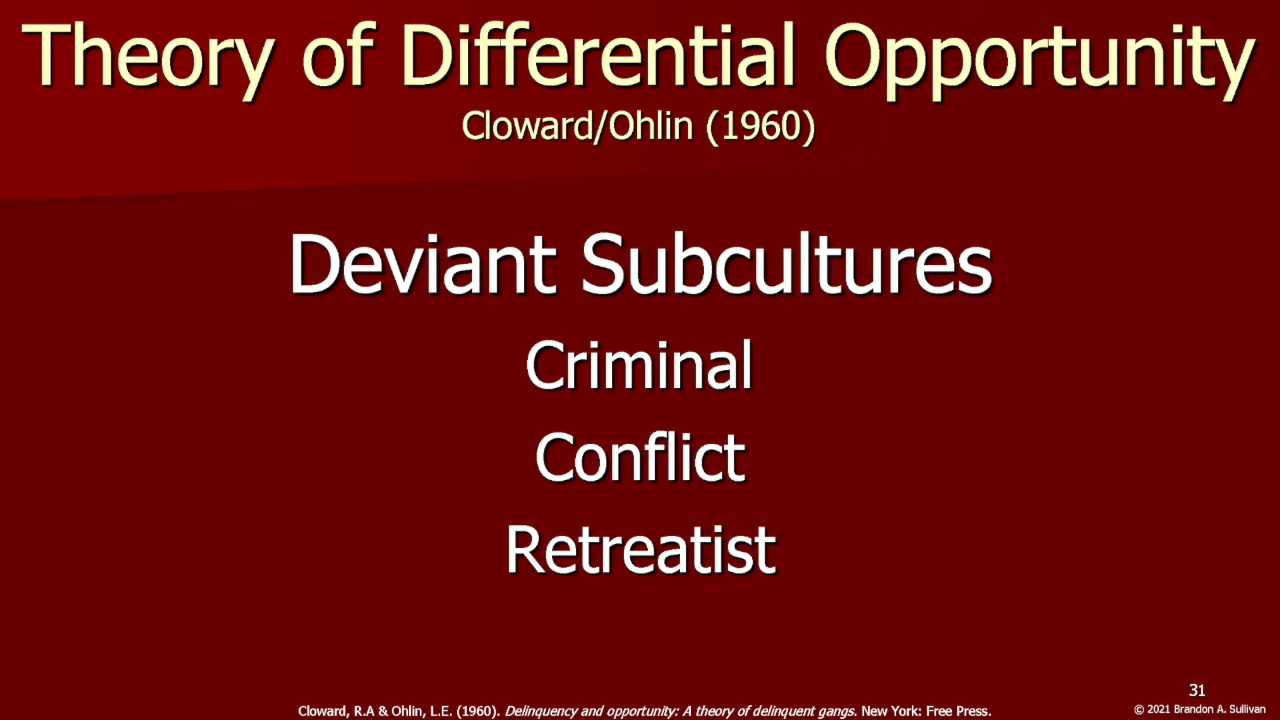 Theory of Differential Opportunity
Cloward/Ohlin (1960)
Deviant Subcultures
Criminal
Conflict
Retreatist
31
Cloward, R.A & Ohlin, L.E. (1960). Delinquency and opportunity: A theory of delinquent gangs. New York: Free Press.
© 2021 Brandon A. Sullivan